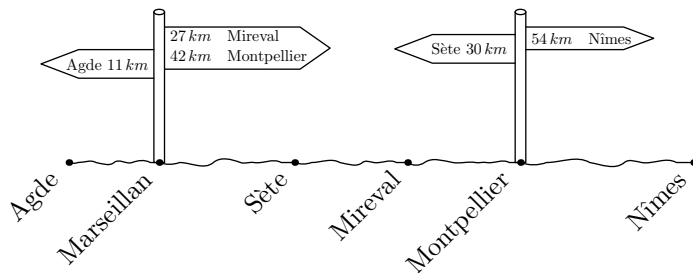 27 km Mireval
42 km Montpellier
Agde 11 km
Sète 30 km
54 km Nîmes
Agde
Marseillan
Sète
Mireval
Montpellier
Nîmes